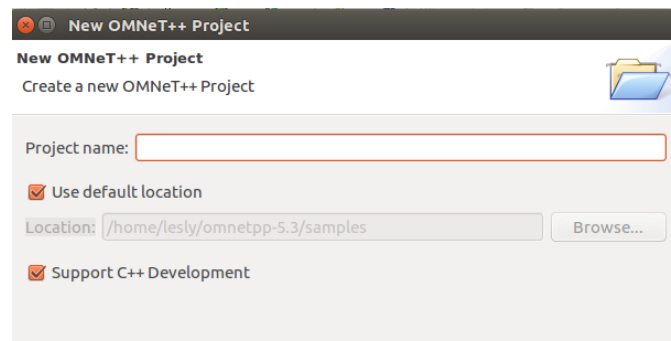 New OMNeT++ Project
New OMNeT++ Project
Create a new OMNeT++ Project
Project name:
Use default location
Location: /home/lesly/omnetpp-5.3/samples Browse...
Support C++ Development